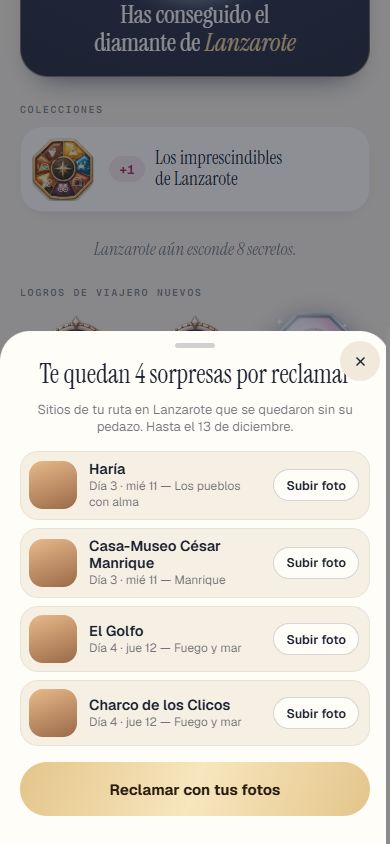 Has conseguido el
diamante de Lanzarote
COLECCIONES
+1
Los imprescindibles
de Lanzarote
Lanzarote aún esconde 8 secretos.
LOGROS DE VIAJERO NUEVOS
Te quedan 4 sorpresas por reclamar
×
Sitios de tu ruta en Lanzarote que se quedaron sin su
pedazo. Hasta el 13 de diciembre.
Haría
Día 3 · mié 11 — Los pueblos
con alma
Subir foto
Casa-Museo César
Manrique
Día 3 · mié 11 — Manrique
Subir foto
El Golfo
Día 4 · jue 12 — Fuego y mar
Subir foto
Charco de los Clicos
Día 4 · jue 12 — Fuego y mar
Subir foto
Reclamar con tus fotos